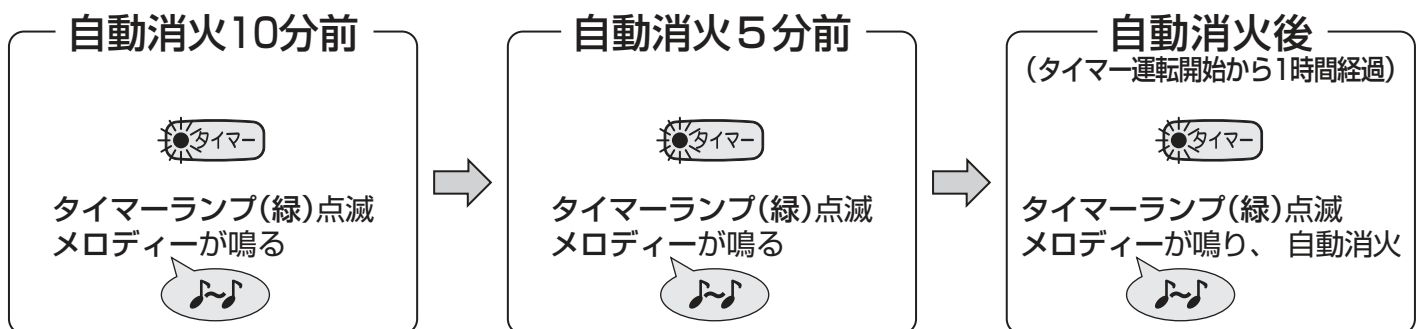 自動消火10分前
タイマー
タイマーランプ(緑)点滅
メロディーが鳴る
自動消火5分前
タイマー
タイマーランプ(緑)点滅
メロディーが鳴る
自動消火後
(タイマー運転開始から1時間経過)
タイマー
タイマーランプ(緑)点滅
メロディーが鳴り、 自動消火